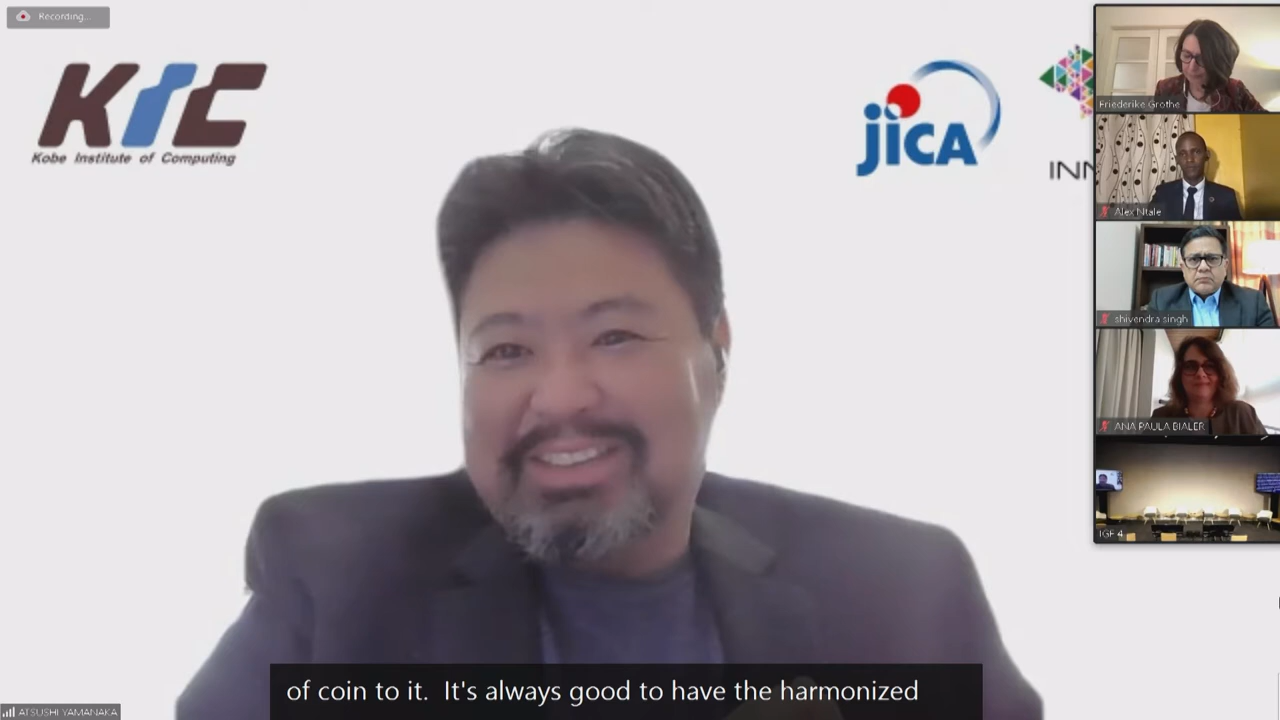 Recording...
KIC
Kobe Institute of Computing
jICA
INN
Friederike Grothe
Alex Ntale
shivendra singh
ANA PAULA BIALER
IGF 4
ATSUSHI YAMANAKA
of coin to it. It's always good to have the harmonized